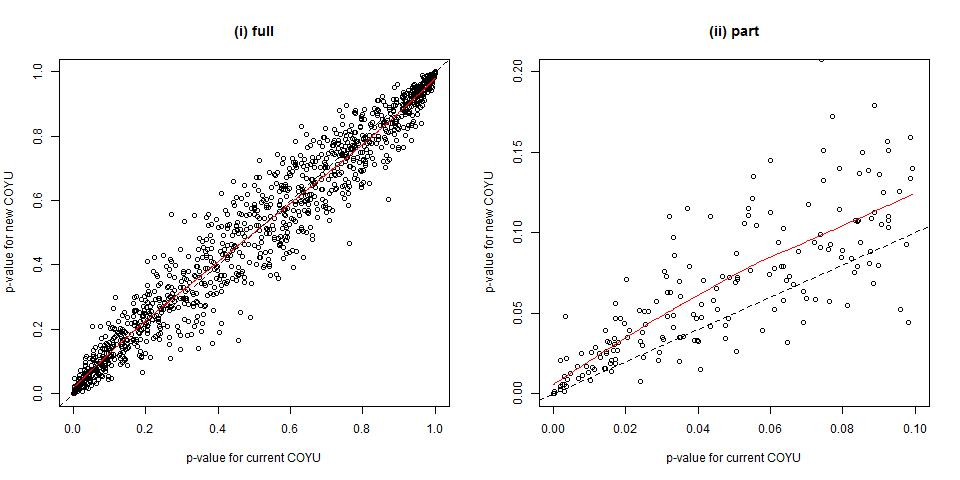 (i) full
p-value for new COYU
0.0 0.2 0.4 0.6 0.8 1.0
0.0 0.2 0.4 0.6 0.8 1.0
p-value for current COYU
(ii) part
p-value for new COYU
0.00 0.05 0.10 0.15 0.20
0.00 0.02 0.04 0.06 0.08 0.10
p-value for current COYU